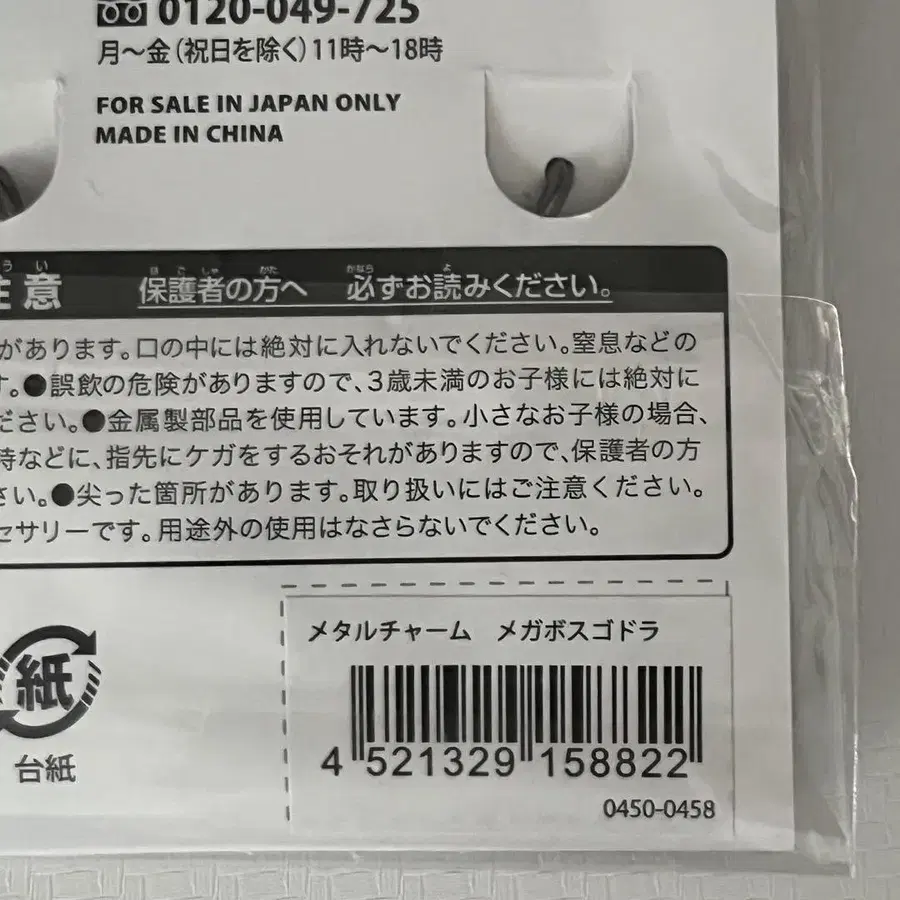 0120-049-725
月～金(祝日を除く)11時～18時
FOR SALE IN JAPAN ONLY
MADE IN CHINA
注意 保護者の方へ 必ずお読みください。
があります。口の中には絶対に入れないでください。窒息などの
す。●誤飲の危険がありますので、3歳未満のお子様には絶対に
ださい。●金属製部品を使用しています。小さなお子様の場合、
時などに、指先にケガをするおそれがありますので、保護者の方
さい。●尖った箇所があります。取り扱いにはご注意ください。
セサリーです。用途外の使用はなさらないでください。
メタルチャーム メガボスゴドラ
紙
台紙
4 521329 158822
0450-0458